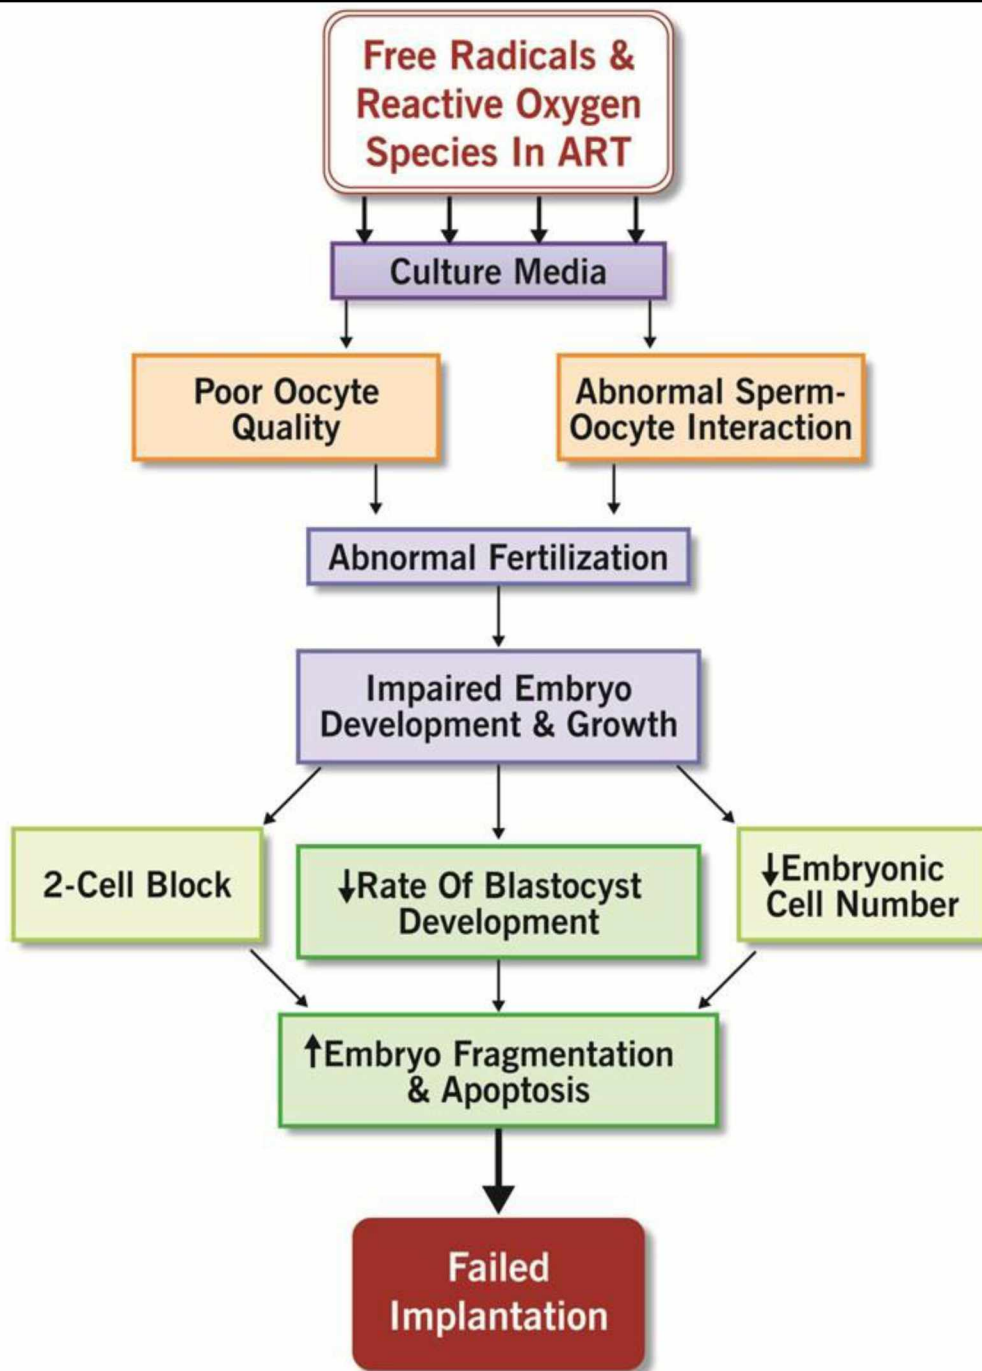 Free Radicals &
Reactive Oxygen
Species In ART
Culture Media
Poor Oocyte
Quality
Abnormal Sperm-
Oocyte Interaction
Abnormal Fertilization
Impaired Embryo
Development & Growth
2-Cell Block
↓Rate Of Blastocyst
Development
↓Embryonic
Cell Number
↑Embryo Fragmentation
& Apoptosis
Failed
Implantation